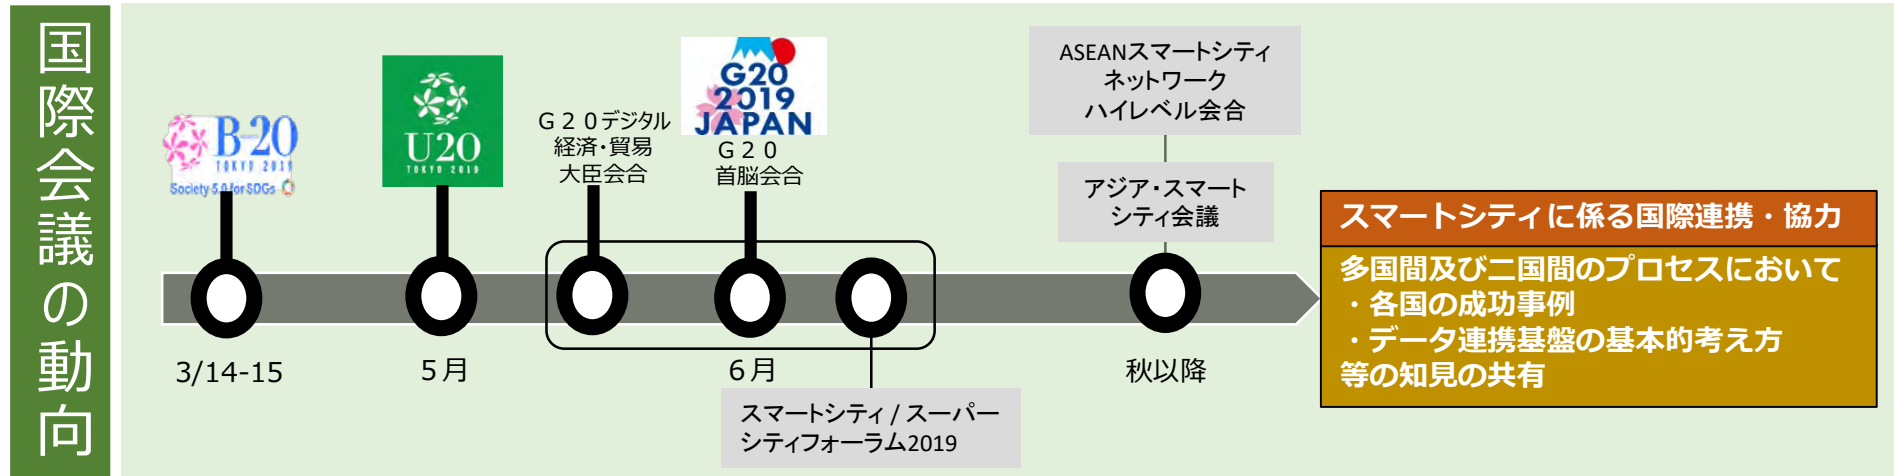 国際会議の動向
B-20
TOKYO 2019
Society 5.0 for SDGs
U20
TOKYO 2019
Ｇ２０デジタル
経済・貿易
大臣会合
G20
2019
JAPAN
Ｇ２０
首脳会合
ASEANスマートシティ
ネットワーク
ハイレベル会合
アジア・スマート
シティ会議
3/14-15
５月
６月
秋以降
スマートシティ / スーパー
シティフォーラム2019
スマートシティに係る国際連携・協力
多国間及び二国間のプロセスにおいて
・各国の成功事例
・データ連携基盤の基本的考え方
等の知見の共有